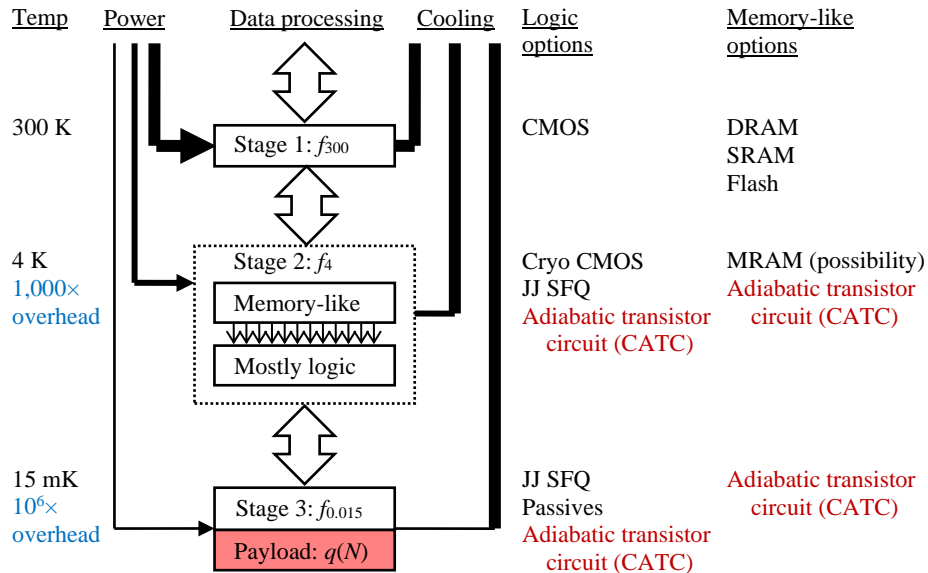 Temp Power Data processing Cooling Logic options Memory-like options
300 K
Stage 1: f300
CMOS
DRAM
SRAM
Flash
4 K
1,000×
overhead
Stage 2: f4
Memory-like
Mostly logic
Cryo CMOS
JJ SFQ
Adiabatic transistor
circuit (CATC)
MRAM (possibility)
Adiabatic transistor
circuit (CATC)
15 mK
10⁶×
overhead
Stage 3: f0.015
Payload: q(N)
JJ SFQ
Passives
Adiabatic transistor
circuit (CATC)
Adiabatic transistor
circuit (CATC)